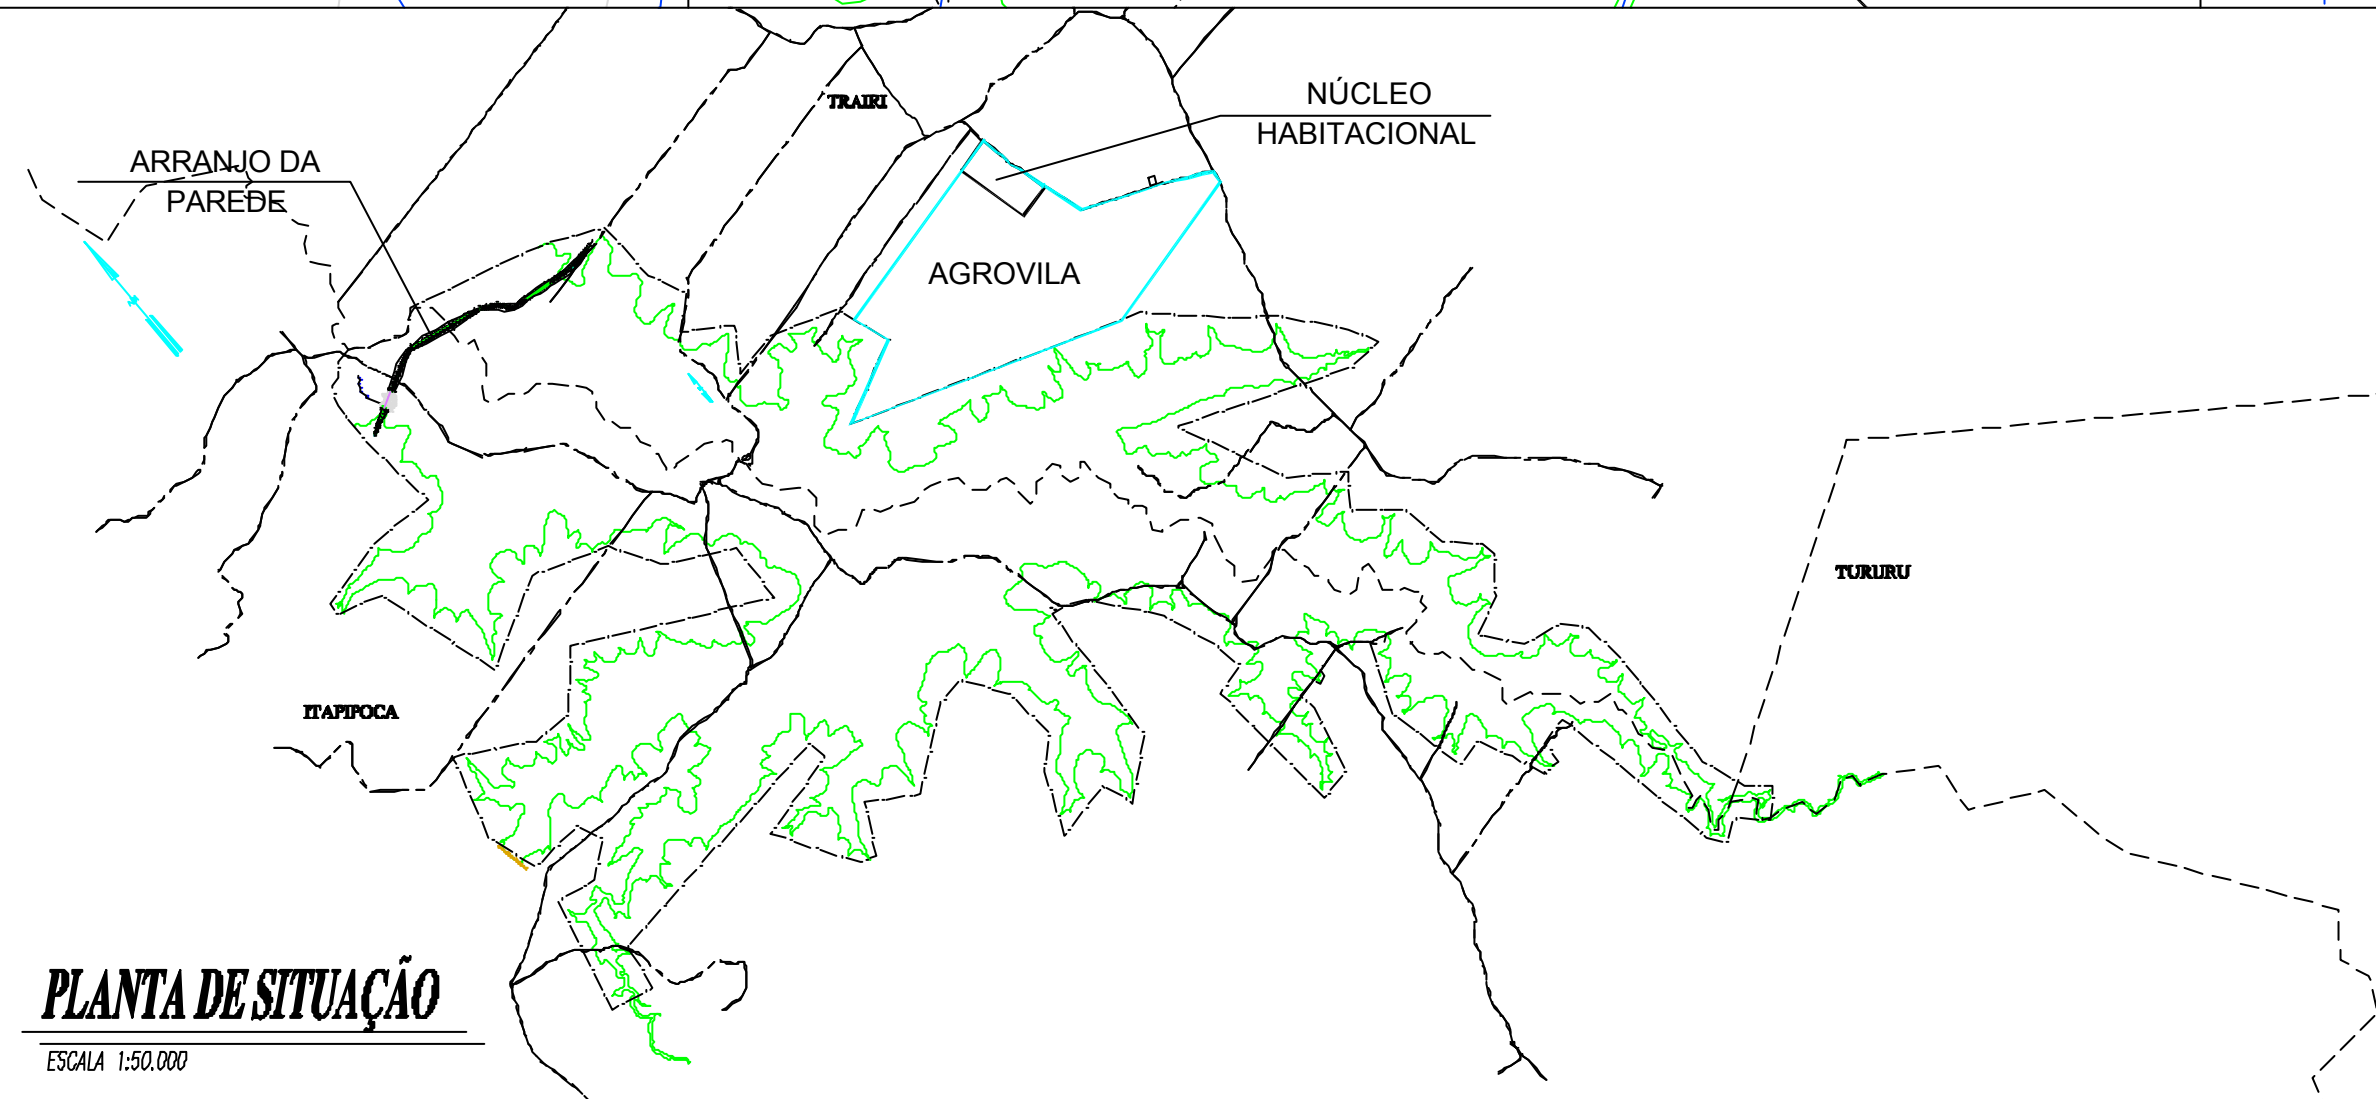 TRAIRI
NÚCLEO
HABITACIONAL
ARRANJO DA
PAREDE
AGROVILA
TURURU
ITAPIPOCA
PLANTA DE SITUAÇÃO
ESCALA 1:50.000